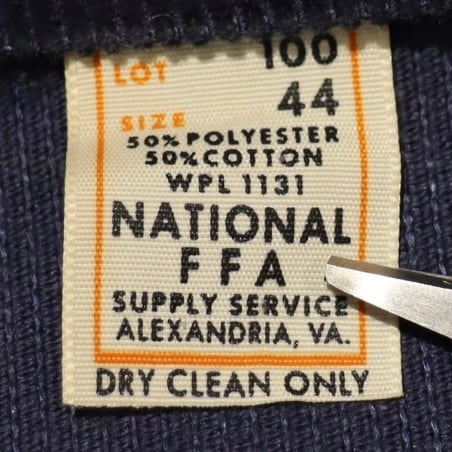 LOT 100
SIZE 44
50% POLYESTER
50% COTTON
WPL 1131
NATIONAL
FFA
SUPPLY SERVICE
ALEXANDRIA, VA.
DRY CLEAN ONLY